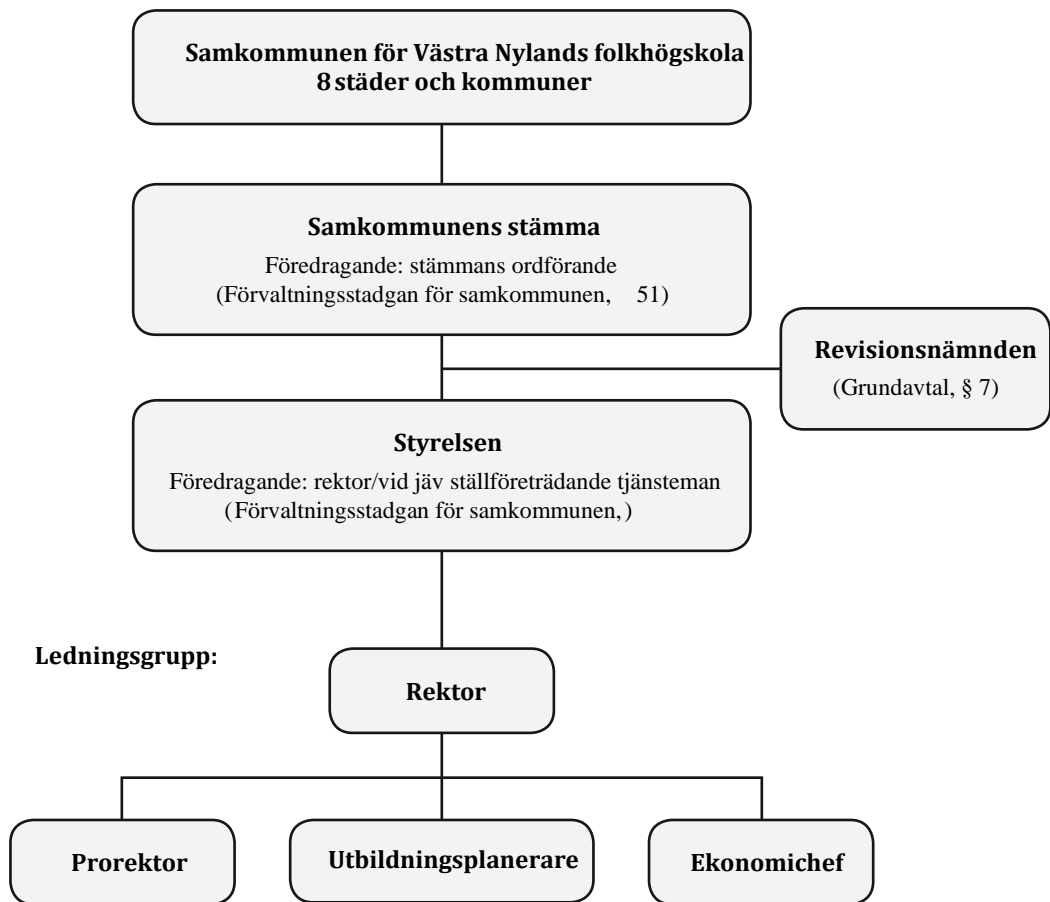 Samkommunen för Västra Nylands folkhögskola
8 städer och kommuner
Samkommunens stämma
Föredragande: stämmans ordförande
(Förvaltningsstadgan för samkommunen, 51)
Revisionsnämnden
(Grundavtal, § 7)
Styrelsen
Föredragande: rektor/vid jäv ställföreträdande tjänsteman
(Förvaltningsstadgan för samkommunen,)
Ledningsgrupp:
Rektor
Prorektor
Utbildningsplanerare
Ekonomichef